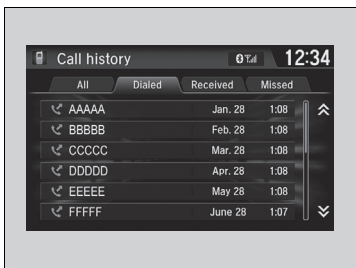 Call history 12:34
All Dialed Received Missed
AAAAA Jan. 28 1:08
BBBBB Feb. 28 1:08
CCCCC Mar. 28 1:08
DDDDD Apr. 28 1:08
EEEEE May 28 1:08
FFFFF June 28 1:07